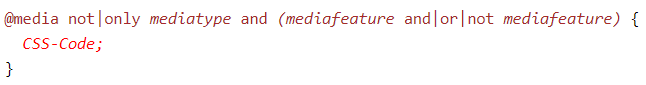 @media not|only mediatype and (mediafeature and|or|not mediafeature) {
  CSS-Code;
}